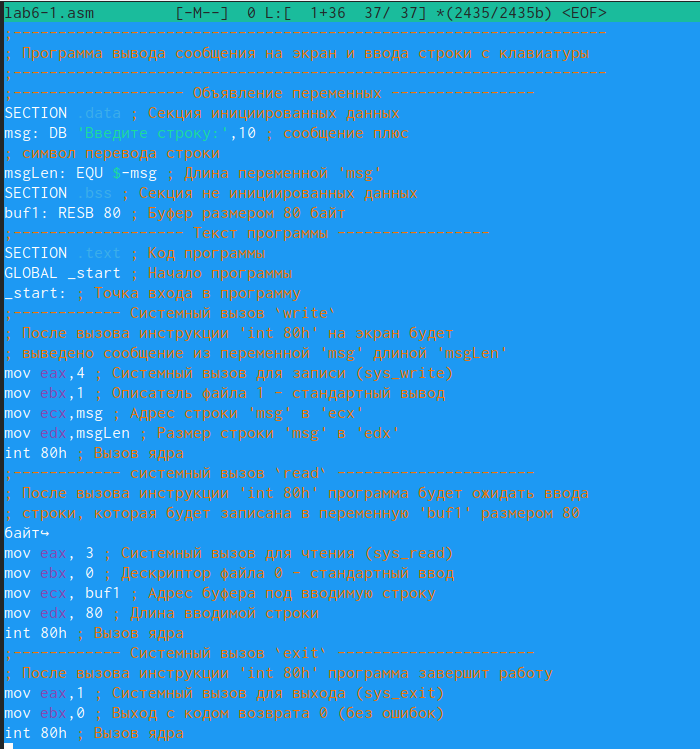 lab6-1.asm         [-M--]  0 L:[  1+36  37/ 37] *(2435/2435b) <EOF>
;------------------------------------------------------------------
; Программа вывода сообщения на экран и ввода строки с клавиатуры
;------------------------------------------------------------------
;------------------- Объявление переменных ----------------
SECTION .data ; Секция инициированных данных
msg: DB 'Введите строку:',10 ; сообщение плюс
; символ перевода строки
msgLen: EQU $-msg ; Длина переменной 'msg'
SECTION .bss ; Секция не инициированных данных
buf1: RESB 80 ; Буфер размером 80 байт
;------------------- Текст программы -----------------
SECTION .text ; Код программы
GLOBAL _start ; Начало программы
_start: ; Точка входа в программу
;------------ Системный вызов `write`
; После вызова инструкции 'int 80h' на экран будет
; выведено сообщение из переменной 'msg' длиной 'msgLen'
mov eax,4 ; Системный вызов для записи (sys_write)
mov ebx,1 ; Описатель файла 1 - стандартный вывод
mov ecx,msg ; Адрес строки 'msg' в 'ecx'
mov edx,msgLen ; Размер строки 'msg' в 'edx'
int 80h ; Вызов ядра
;------------ системный вызов `read` ----------------------
; После вызова инструкции 'int 80h' программа будет ожидать ввода
; строки, которая будет записана в переменную 'buf1' размером 80
байт↪
mov eax, 3 ; Системный вызов для чтения (sys_read)
mov ebx, 0 ; Дескриптор файла 0 - стандартный ввод
mov ecx, buf1 ; Адрес буфера под вводимую строку
mov edx, 80 ; Длина вводимой строки
int 80h ; Вызов ядра
;------------ Системный вызов `exit` ----------------------
; После вызова инструкции 'int 80h' программа завершит работу
mov eax,1 ; Системный вызов для выхода (sys_exit)
mov ebx,0 ; Выход с кодом возврата 0 (без ошибок)
int 80h ; Вызов ядра